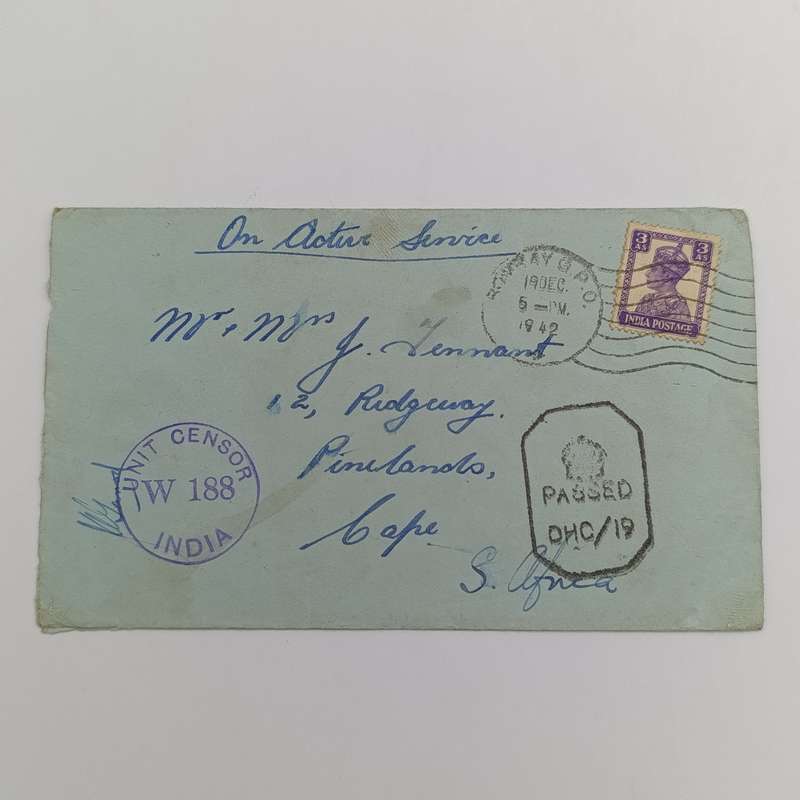 On Active Service
3 AS 3 AS
INDIA POSTAGE
BOMBAY G.P.O.
19 DEC.
5 — PM.
1942
Mr. & Mrs J. Tennant
12, Ridgeway.
Pinelands,
Cape
S. Africa
UNIT CENSOR
W 188
INDIA
PASSED
DHC/19